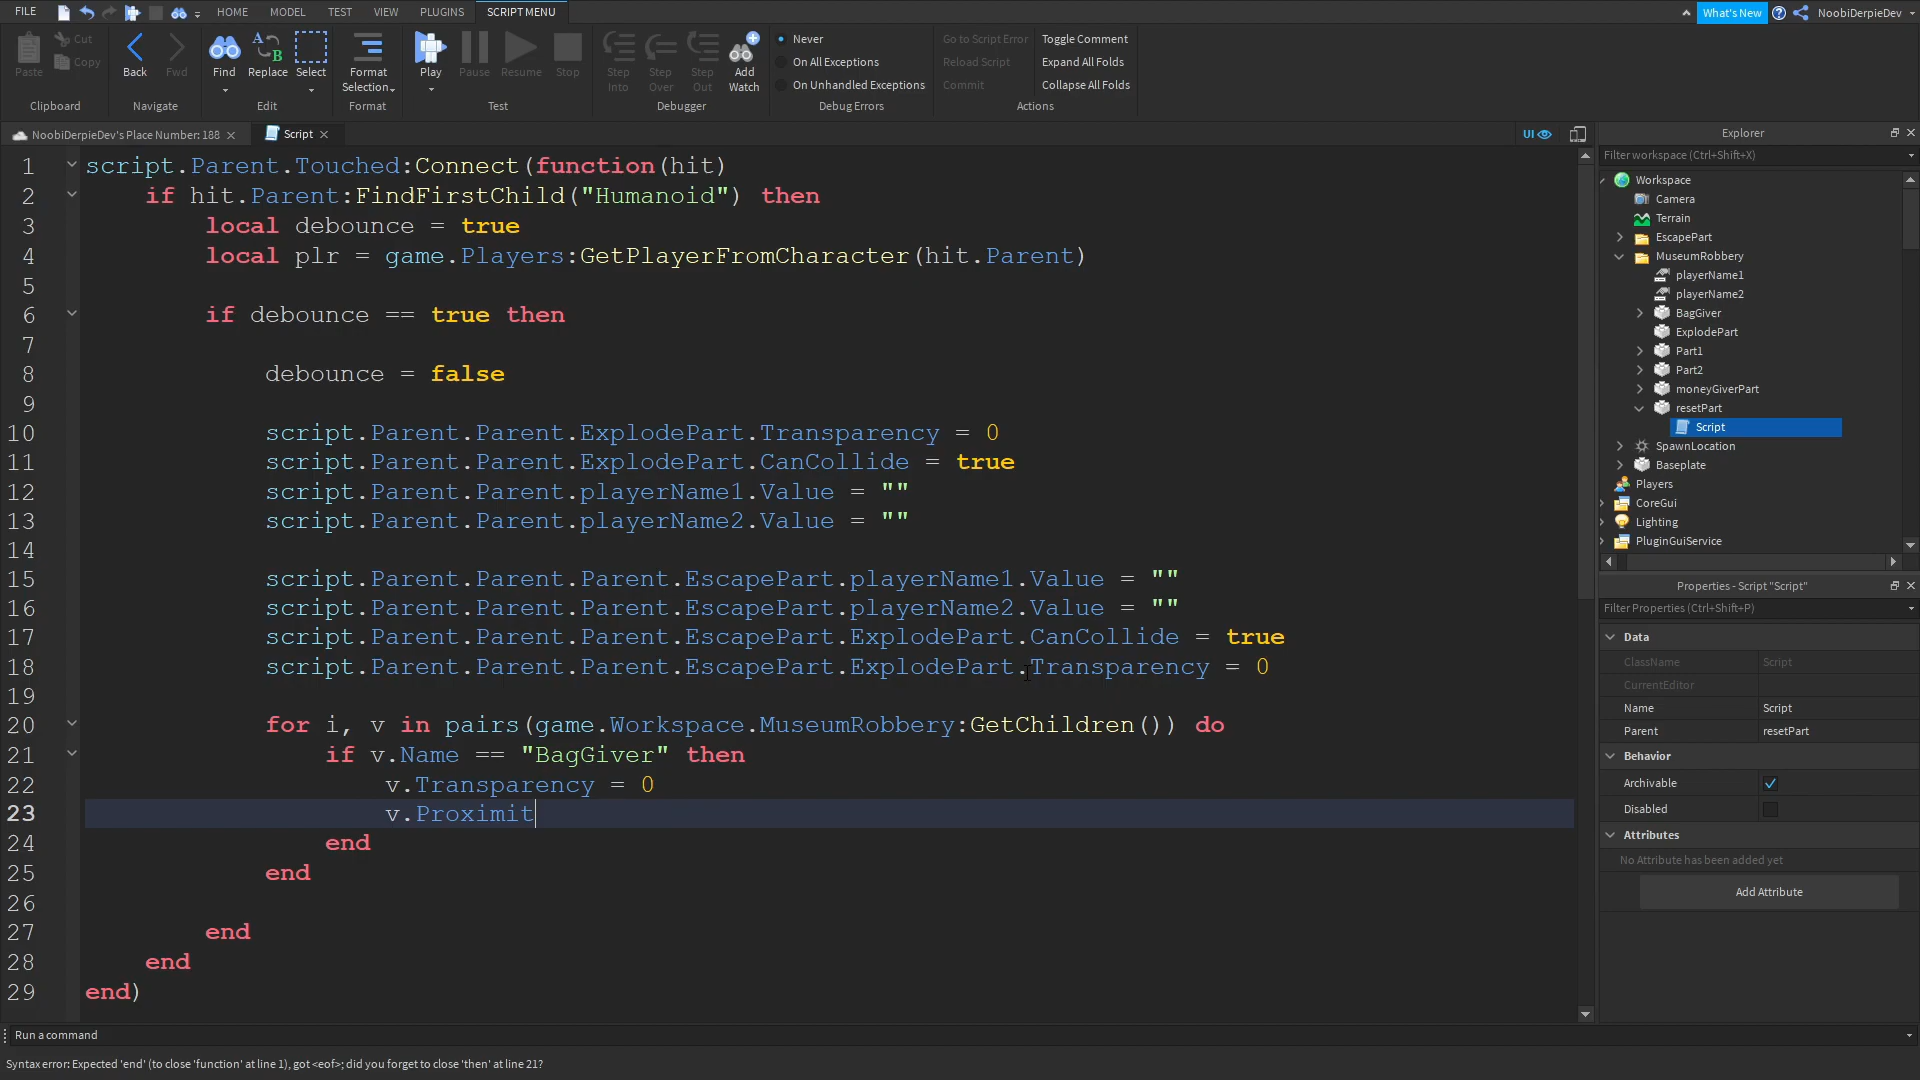 FILE HOME MODEL TEST VIEW PLUGINS SCRIPT MENU What's New NoobiDerpieDev
Paste Cut Copy Clipboard
Back Fwd Navigate
Find Replace Select Edit
Format Selection Format
Play Pause Resume Stop Test
Step Into Step Over Step Out Add Watch Debugger
Never
On All Exceptions
On Unhandled Exceptions
Debug Errors
Go to Script Error Toggle Comment
Reload Script Expand All Folds
Commit Collapse All Folds
Actions
NoobiDerpieDev's Place Number: 188 Script UI
1 script.Parent.Touched:Connect(function(hit)
2 if hit.Parent:FindFirstChild("Humanoid") then
3 local debounce = true
4 local plr = game.Players:GetPlayerFromCharacter(hit.Parent)
5
6 if debounce == true then
7
8 debounce = false
9
10 script.Parent.Parent.ExplodePart.Transparency = 0
11 script.Parent.Parent.ExplodePart.CanCollide = true
12 script.Parent.Parent.playerName1.Value = ""
13 script.Parent.Parent.playerName2.Value = ""
14
15 script.Parent.Parent.Parent.EscapePart.playerName1.Value = ""
16 script.Parent.Parent.Parent.EscapePart.playerName2.Value = ""
17 script.Parent.Parent.Parent.EscapePart.ExplodePart.CanCollide = true
18 script.Parent.Parent.Parent.EscapePart.ExplodePart.Transparency = 0
19
20 for i, v in pairs(game.Workspace.MuseumRobbery:GetChildren()) do
21 if v.Name == "BagGiver" then
22 v.Transparency = 0
23 v.Proximit
24 end
25 end
26
27 end
28 end
29 end)
Explorer
Filter workspace (Ctrl+Shift+X)
Workspace
Camera
Terrain
EscapePart
MuseumRobbery
playerName1
playerName2
BagGiver
ExplodePart
Part1
Part2
moneyGiverPart
resetPart
Script
SpawnLocation
Baseplate
Players
CoreGui
Lighting
PluginGuiService
Properties - Script "Script"
Filter Properties (Ctrl+Shift+P)
Data
ClassName Script
CurrentEditor
Name Script
Parent resetPart
Behavior
Archivable
Disabled
Attributes
No Attribute has been added yet
Add Attribute
Run a command
Syntax error: Expected 'end' (to close 'function' at line 1), got <eof>; did you forget to close 'then' at line 21?